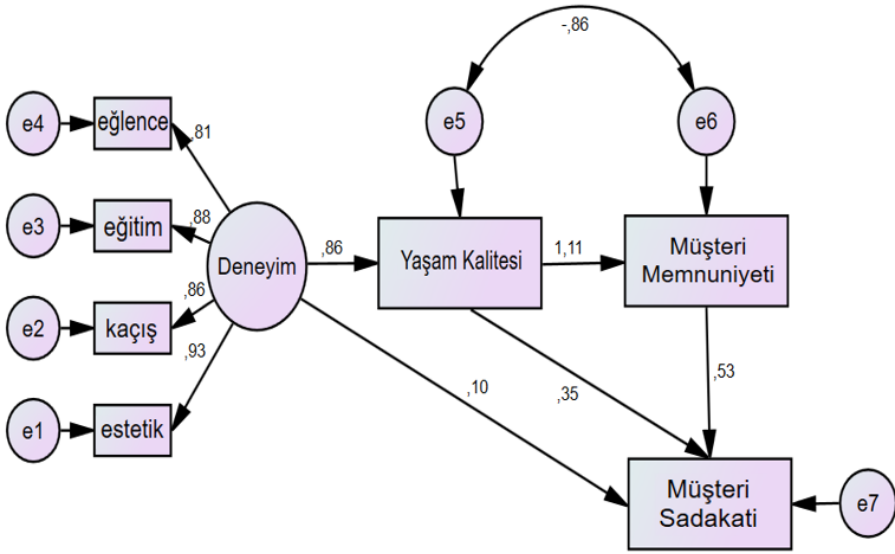 -,86
e4
eğlence
,81
e5
e6
e3
eğitim
,88
Deneyim
,86
Yaşam Kalitesi
1,11
Müşteri
Memnuniyeti
e2
kaçış
,86
,93
e1
estetik
,10
,35
,53
Müşteri
Sadakati
e7